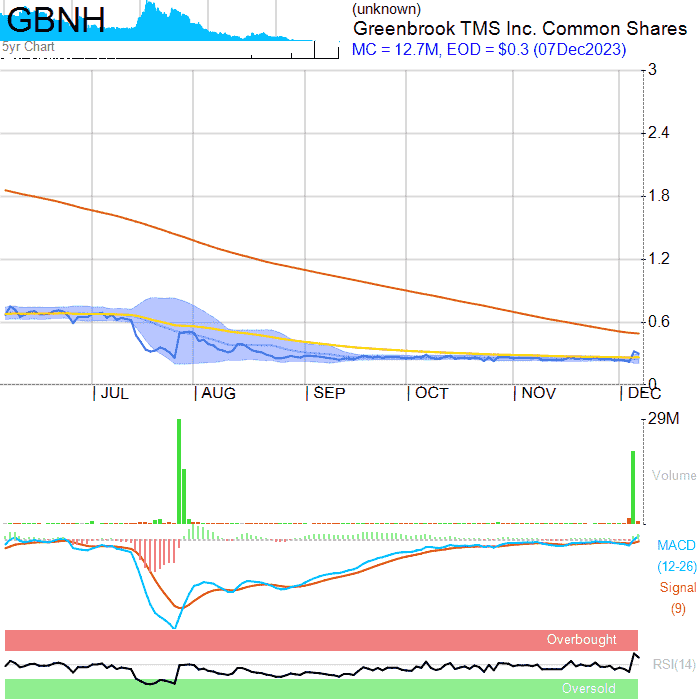 GBNH
5yr Chart
(unknown)
Greenbrook TMS Inc. Common Shares
MC = 12.7M, EOD = $0.3 (07Dec2023)
3
2.4
1.8
1.2
0.6
0
JUL AUG SEP OCT NOV DEC
29M
Volume
MACD
(12-26)
Signal
(9)
Overbought
RSI(14)
Oversold